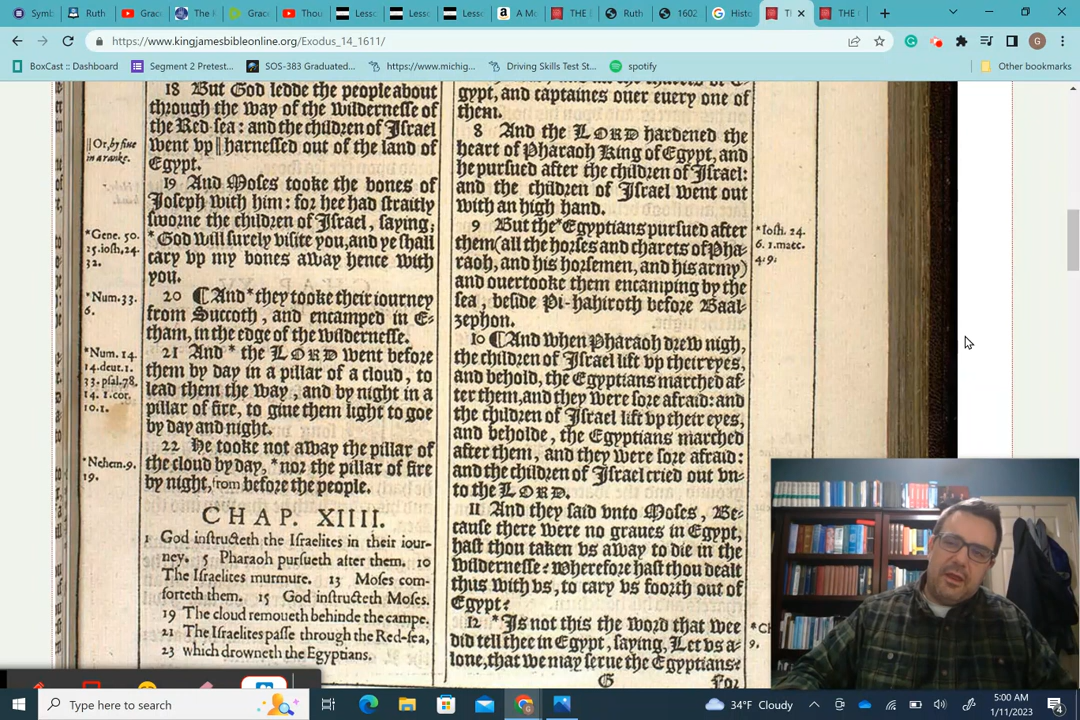 Symb
Ruth
Grace
The F
Grace
Thou
Lesso
Lesso
Lesso
A M
THE
Ruth
1602
Histo
Th
THE
https://www.kingjamesbibleonline.org/Exodus_14_1611/
G
BoxCast :: Dashboard
Segment 2 Pretest...
SOS-383 Graduated...
https://www.michig...
Driving Skills Test St...
spotify
Other bookmarks
18 But God ledde the people about
through the way of the wildernesse of
the Red-sea: and the children of Israel
went vp || harnessed out of the land of
Egypt.
19 And Moses tooke the bones of
Ioseph with him: for hee had straitly
sworne the children of Israel, saying;
*God will surely visite you, and ye shall
cary vp my bones away hence with
you.
20 ¶ And *they tooke their iourney
from Succoth, and encamped in E-
tham, in the edge of the wildernesse.
21 And * the LORD went before
them by day in a pillar of a cloud, to
lead them the way, and by night in a
pillar of fire, to giue them light to goe
by day and night.
22 He tooke not away the pillar of
the cloud by day, *nor the pillar of fire
by night, from before the people.
CHAP. XIIII.
1 God instructeth the Israelites in their iour-
ney. 5 Pharaoh pursueth after them. 10
The Israelites murmure. 13 Moses com-
forteth them. 15 God instructeth Moses.
19 The cloud remoueth behinde the campe.
21 The Israelites passe through the Red-sea,
23 which drowneth the Egyptians.
|| Or, by fiue
in a ranke.
*Gene. 50.
25. iosh, 24.
32.
*Num. 33.
6.
*Num. 14.
14. deut. 1.
33. psal. 78.
14. 1. cor.
10. 1.
*Nehem. 9.
19.
gypt, and captaines ouer euery one of
them.
8 And the LORD hardened the
heart of Pharaoh King of Egypt, and
he pursued after the children of Israel:
and the children of Israel went out
with an high hand.
9 But the *Egyptians pursued after
them (all the horses and charets of Pha-
raoh, and his horsemen, and his army)
and ouertooke them encamping by the
sea, beside Pi-hahiroth before Baal-
zephon.
10 ¶ And when Pharaoh drew nigh,
the children of Israel lift vp their eyes,
and behold, the Egyptians marched af-
ter them, and they were sore afraid: and
the children of Israel lift vp their eyes,
and beholde, the Egyptians marched
after them, and they were sore afraid:
and the children of Israel cried out vn-
to the LORD.
11 And they said vnto Moses, Be-
cause there were no graues in Egypt,
hast thou taken vs away to die in the
wildernesse? wherefore hast thou dealt
thus with vs, to cary vs foorth out of
Egypt?
12 *Is not this the word that wee
did tell thee in Egypt, saying, Let vs a-
lone, that we may serue the Egyptians?
G
For
*Iosh. 24.
6. 1. macc.
4. 9.
9.
Type here to search
34°F Cloudy
5:00 AM
1/11/2023
4